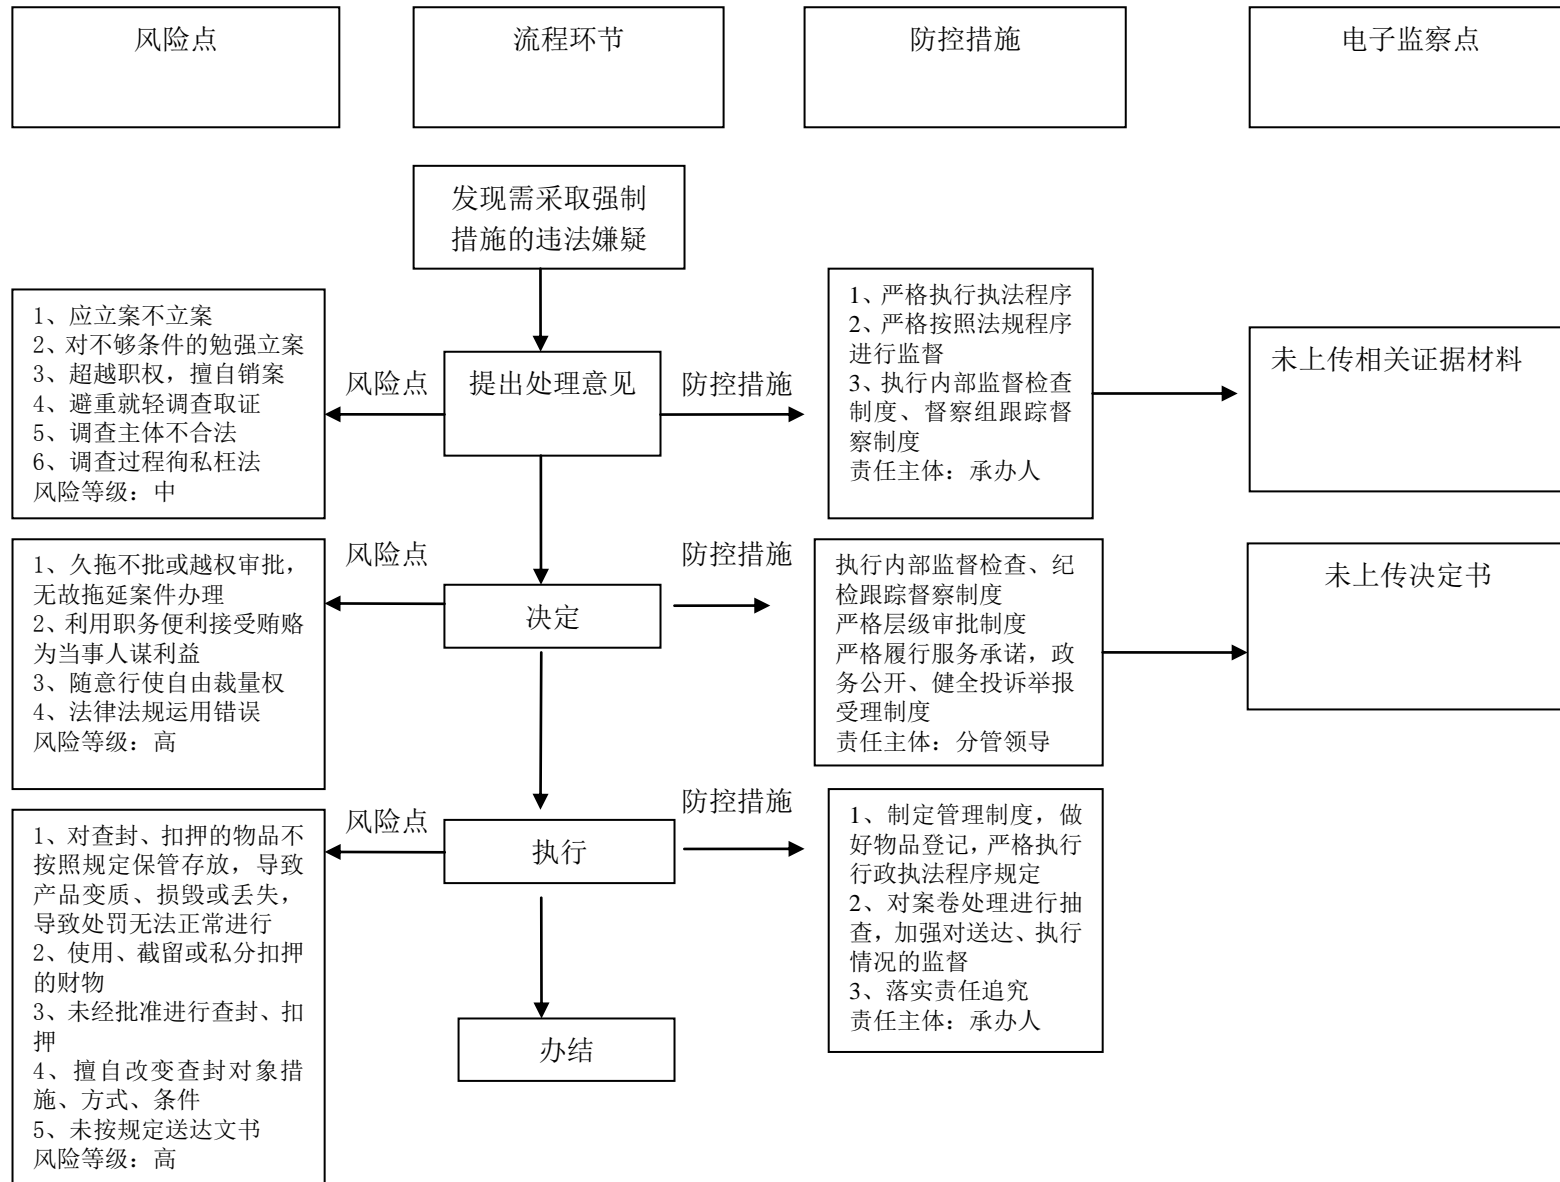 风险点
流程环节
防控措施
电子监察点
发现需采取强制
措施的违法嫌疑
1、应立案不立案
2、对不够条件的勉强立案
3、超越职权，擅自销案
4、避重就轻调查取证
5、调查主体不合法
6、调查过程徇私枉法
风险等级：中
风险点
提出处理意见
防控措施
1、严格执行执法程序
2、严格按照法规程序
进行监督
3、执行内部监督检查
制度、督察组跟踪督
察制度
责任主体：承办人
未上传相关证据材料
1、久拖不批或越权审批，
无故拖延案件办理
2、利用职务便利接受贿赂
为当事人谋利益
3、随意行使自由裁量权
4、法律法规运用错误
风险等级：高
风险点
决定
防控措施
执行内部监督检查、纪
检跟踪督察制度
严格层级审批制度
严格履行服务承诺，政
务公开、健全投诉举报
受理制度
责任主体：分管领导
未上传决定书
1、对查封、扣押的物品不
按照规定保管存放，导致
产品变质、损毁或丢失，
导致处罚无法正常进行
2、使用、截留或私分扣押
的财物
3、未经批准进行查封、扣
押
4、擅自改变查封对象措
施、方式、条件
5、未按规定送达文书
风险等级：高
风险点
执行
防控措施
1、制定管理制度，做
好物品登记，严格执行
行政执法程序规定
2、对案卷处理进行抽
查，加强对送达、执行
情况的监督
3、落实责任追究
责任主体：承办人
办结